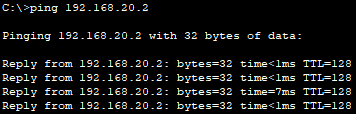 C:\>ping 192.168.20.2
Pinging 192.168.20.2 with 32 bytes of data:
Reply from 192.168.20.2: bytes=32 time<1ms TTL=128
Reply from 192.168.20.2: bytes=32 time<1ms TTL=128
Reply from 192.168.20.2: bytes=32 time=7ms TTL=128
Reply from 192.168.20.2: bytes=32 time<1ms TTL=128